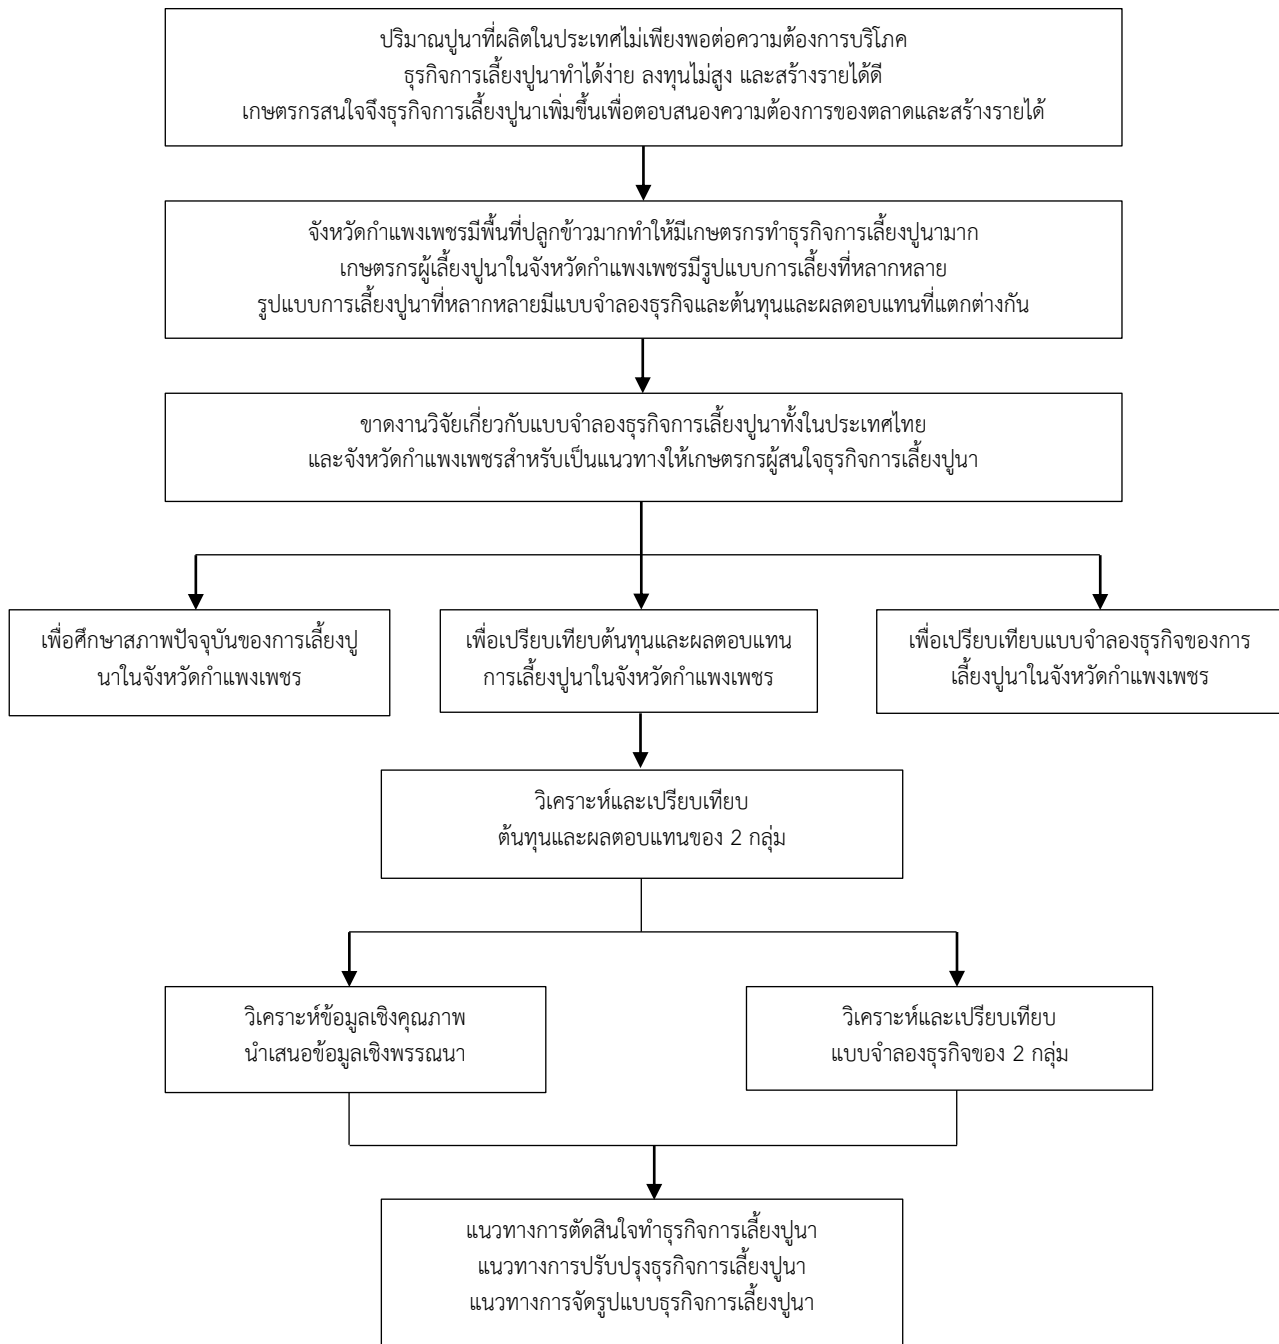 ปริมาณปูนาที่ผลิตในประเทศไม่เพียงพอต่อความต้องการบริโภค
ธุรกิจการเลี้ยงปูนาทำได้ง่าย ลงทุนไม่สูง และสร้างรายได้ดี
เกษตรกรสนใจจึงธุรกิจการเลี้ยงปูนาเพิ่มขึ้นเพื่อตอบสนองความต้องการของตลาดและสร้างรายได้
จังหวัดกำแพงเพชรมีพื้นที่ปลูกข้าวมากทำให้มีเกษตรกรทำธุรกิจการเลี้ยงปูนามาก
เกษตรกรผู้เลี้ยงปูนาในจังหวัดกำแพงเพชรมีรูปแบบการเลี้ยงที่หลากหลาย
รูปแบบการเลี้ยงปูนาที่หลากหลายมีแบบจำลองธุรกิจและต้นทุนและผลตอบแทนที่แตกต่างกัน
ขาดงานวิจัยเกี่ยวกับแบบจำลองธุรกิจการเลี้ยงปูนาทั้งในประเทศไทย
และจังหวัดกำแพงเพชรสำหรับเป็นแนวทางให้เกษตรกรผู้สนใจธุรกิจการเลี้ยงปูนา
เพื่อศึกษาสภาพปัจจุบันของการเลี้ยงปู
นาในจังหวัดกำแพงเพชร
เพื่อเปรียบเทียบต้นทุนและผลตอบแทน
การเลี้ยงปูนาในจังหวัดกำแพงเพชร
เพื่อเปรียบเทียบแบบจำลองธุรกิจของการ
เลี้ยงปูนาในจังหวัดกำแพงเพชร
วิเคราะห์และเปรียบเทียบ
ต้นทุนและผลตอบแทนของ 2 กลุ่ม
วิเคราะห์ข้อมูลเชิงคุณภาพ
นำเสนอข้อมูลเชิงพรรณนา
วิเคราะห์และเปรียบเทียบ
แบบจำลองธุรกิจของ 2 กลุ่ม
แนวทางการตัดสินใจทำธุรกิจการเลี้ยงปูนา
แนวทางการปรับปรุงธุรกิจการเลี้ยงปูนา
แนวทางการจัดรูปแบบธุรกิจการเลี้ยงปูนา